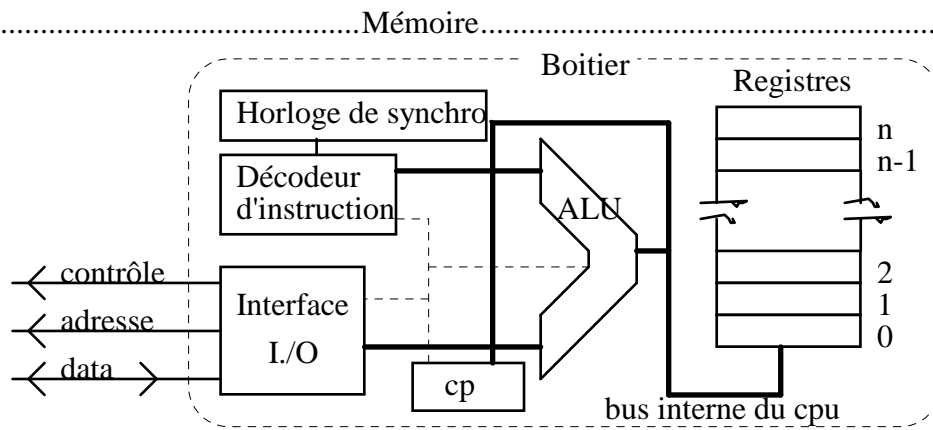 Mémoire
Boitier
Registres
Horloge de synchro
n
n-1
Décodeur
d'instruction
ALU
contrôle
2
Interface
1
adresse
0
I./O
data
cp
bus interne du cpu